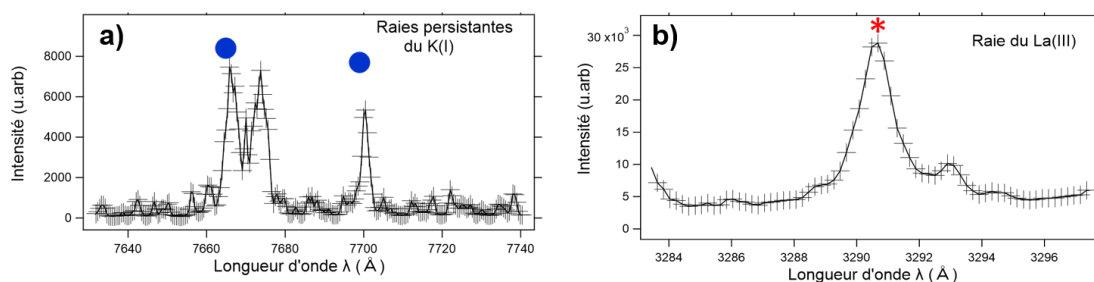 a)
Raies persistantes
du K(I)
Intensité (u.arb)
8000
6000
4000
2000
0
7640
7660
7680
7700
7720
7740
Longueur d'onde λ ( Å )
b)
Raie du La(III)
Intensité (u.arb)
30 x10³
25
20
15
10
5
0
3284
3286
3288
3290
3292
3294
3296
Longueur d'onde λ ( Å )